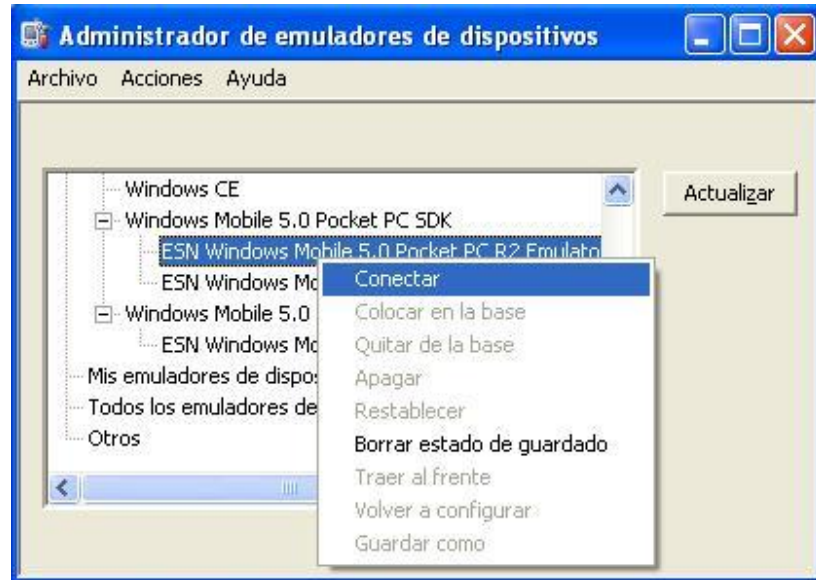 Administrador de emuladores de dispositivos
Archivo Acciones Ayuda
Actualizar
Windows CE
Windows Mobile 5.0 Pocket PC SDK
ESN Windows Mobile 5.0 Pocket PC R2 Emulato
ESN Windows Mo
Windows Mobile 5.0
ESN Windows Mo
Mis emuladores de dispos
Todos los emuladores de
Otros
Conectar
Colocar en la base
Quitar de la base
Apagar
Restablecer
Borrar estado de guardado
Traer al frente
Volver a configurar
Guardar como